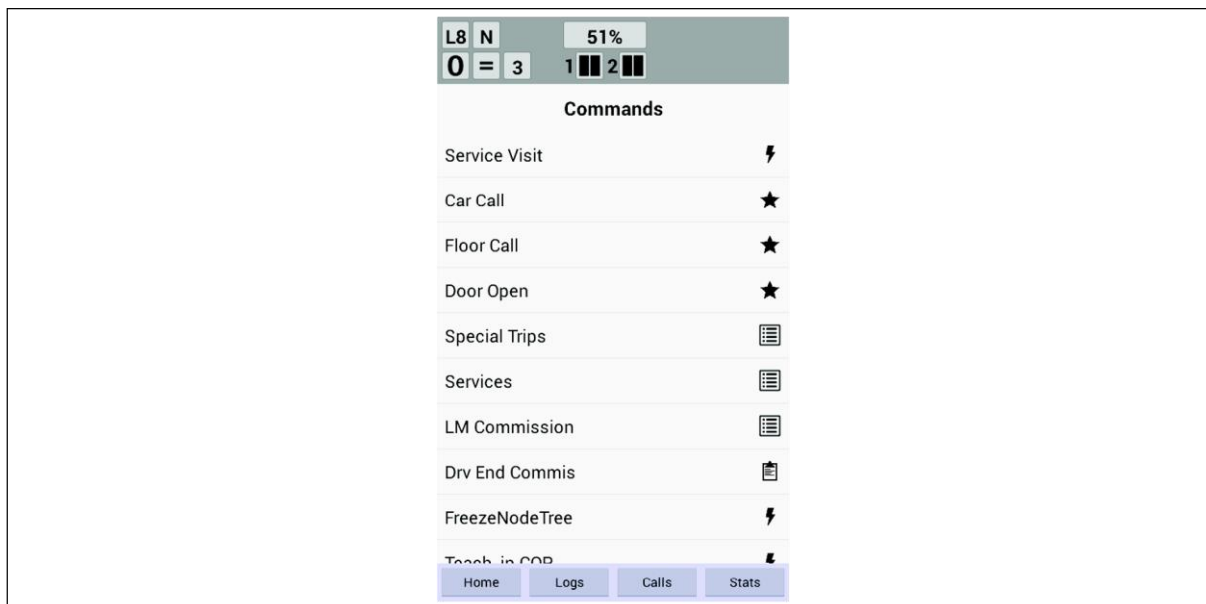 L8 N 51%
0 = 3 1 2
Commands
Service Visit
Car Call
Floor Call
Door Open
Special Trips
Services
LM Commission
Drv End Commis
FreezeNodeTree
Home Logs Calls Stats